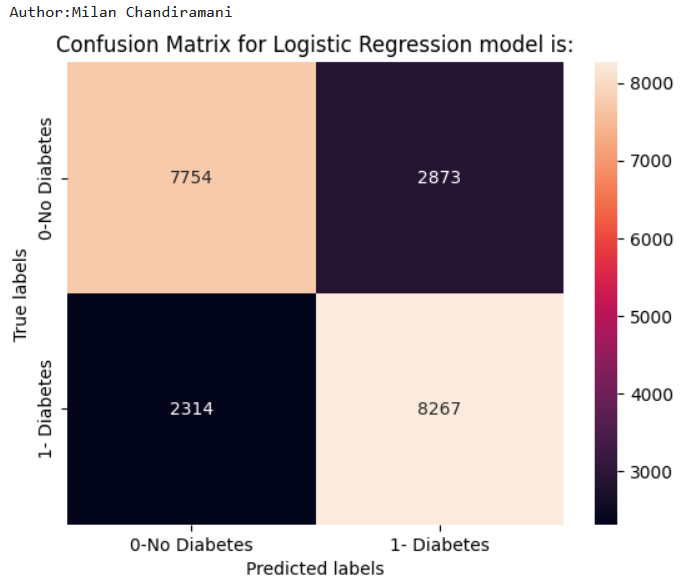 Author:Milan Chandiramani
Confusion Matrix for Logistic Regression model is:
True labels
0-No Diabetes
1- Diabetes
7754
2873
2314
8267
0-No Diabetes
1- Diabetes
Predicted labels
8000
7000
6000
5000
4000
3000